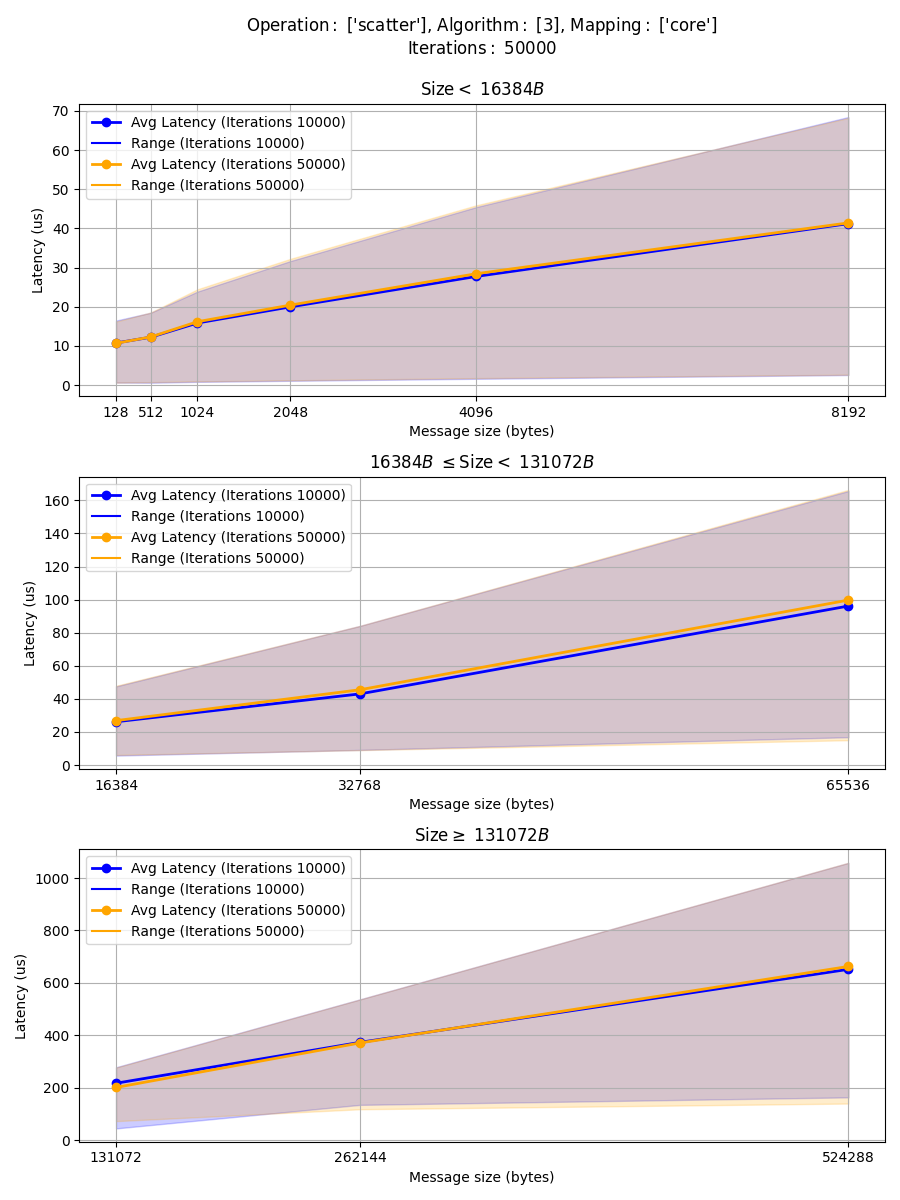 Operation : ['scatter'], Algorithm : [3], Mapping : ['core']
Iterations : 50000
Size < 16384B
70
60
50
40
30
20
10
0
Latency (us)
Avg Latency (Iterations 10000)
Range (Iterations 10000)
Avg Latency (Iterations 50000)
Range (Iterations 50000)
128 512 1024 2048 4096 8192
Message size (bytes)
16384B ≤ Size < 131072B
160
140
120
100
80
60
40
20
0
Latency (us)
Avg Latency (Iterations 10000)
Range (Iterations 10000)
Avg Latency (Iterations 50000)
Range (Iterations 50000)
16384 32768 65536
Message size (bytes)
Size ≥ 131072B
1000
800
600
400
200
0
Latency (us)
Avg Latency (Iterations 10000)
Range (Iterations 10000)
Avg Latency (Iterations 50000)
Range (Iterations 50000)
131072 262144 524288
Message size (bytes)